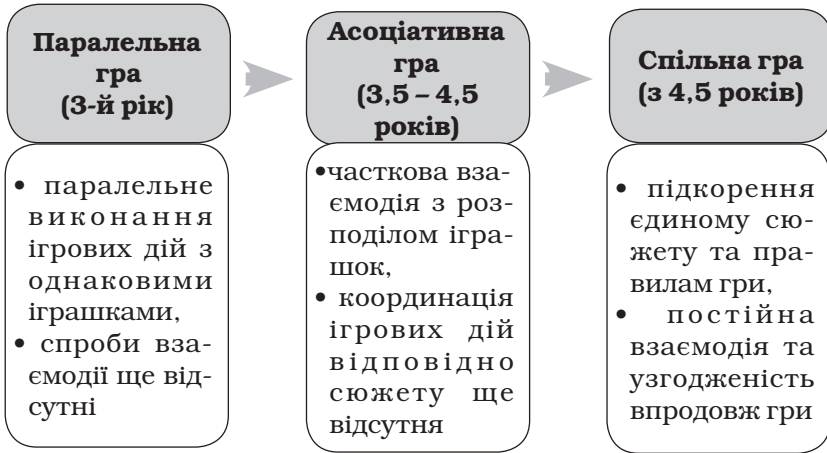 Паралельна
гра
(3-й рік)
• паралельне
виконання
ігрових дій з
однаковими
іграшками,
• спроби вза-
ємодії ще від-
сутні
Асоціативна
гра
(3,5 – 4,5
років)
•часткова вза-
ємодія з роз-
поділом ігра-
шок,
• координація
ігрових дій
відповідно
сюжету ще
відсутня
Спільна гра
(з 4,5 років)
• підкорення
єдиному сю-
жету та пра-
вилам гри,
• постійна
взаємодія та
узгодженість
впродовж гри